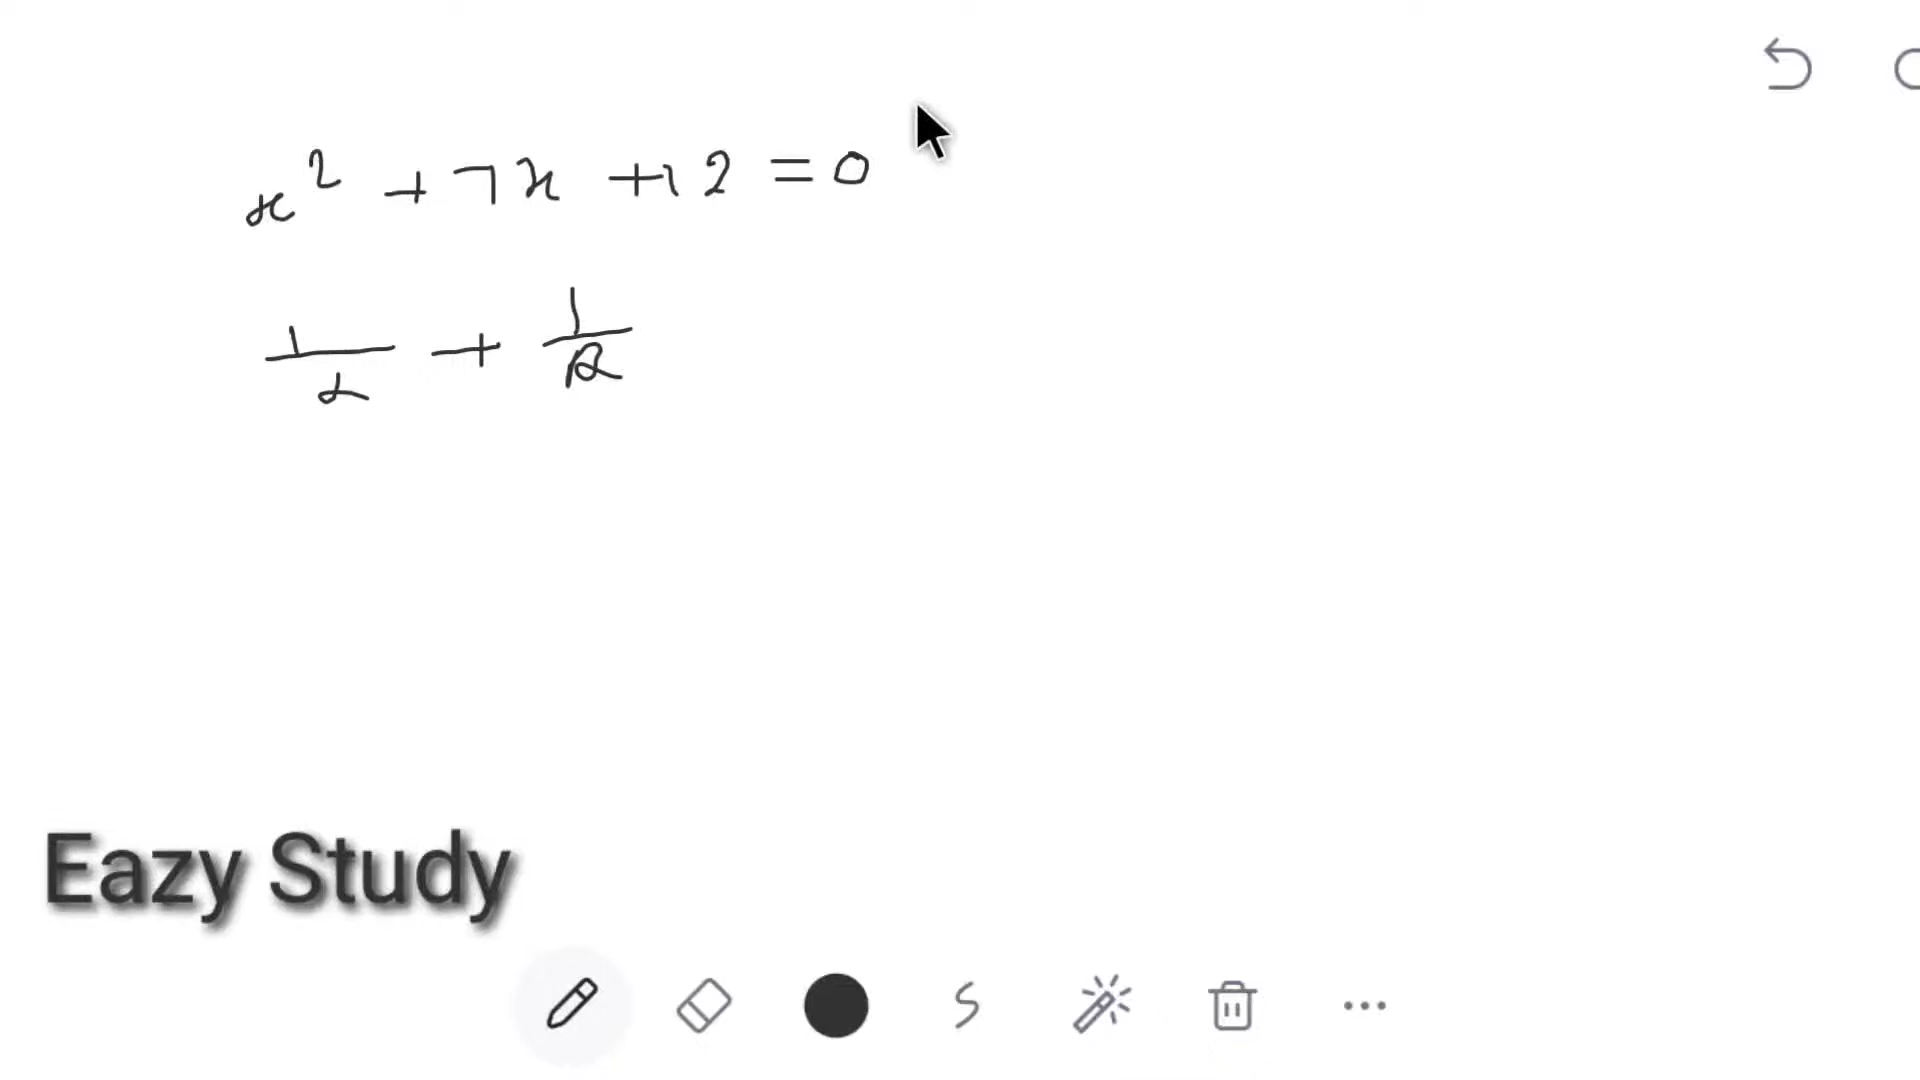 x² + 7x + 12 = 0
1/α + 1/β
Eazy Study